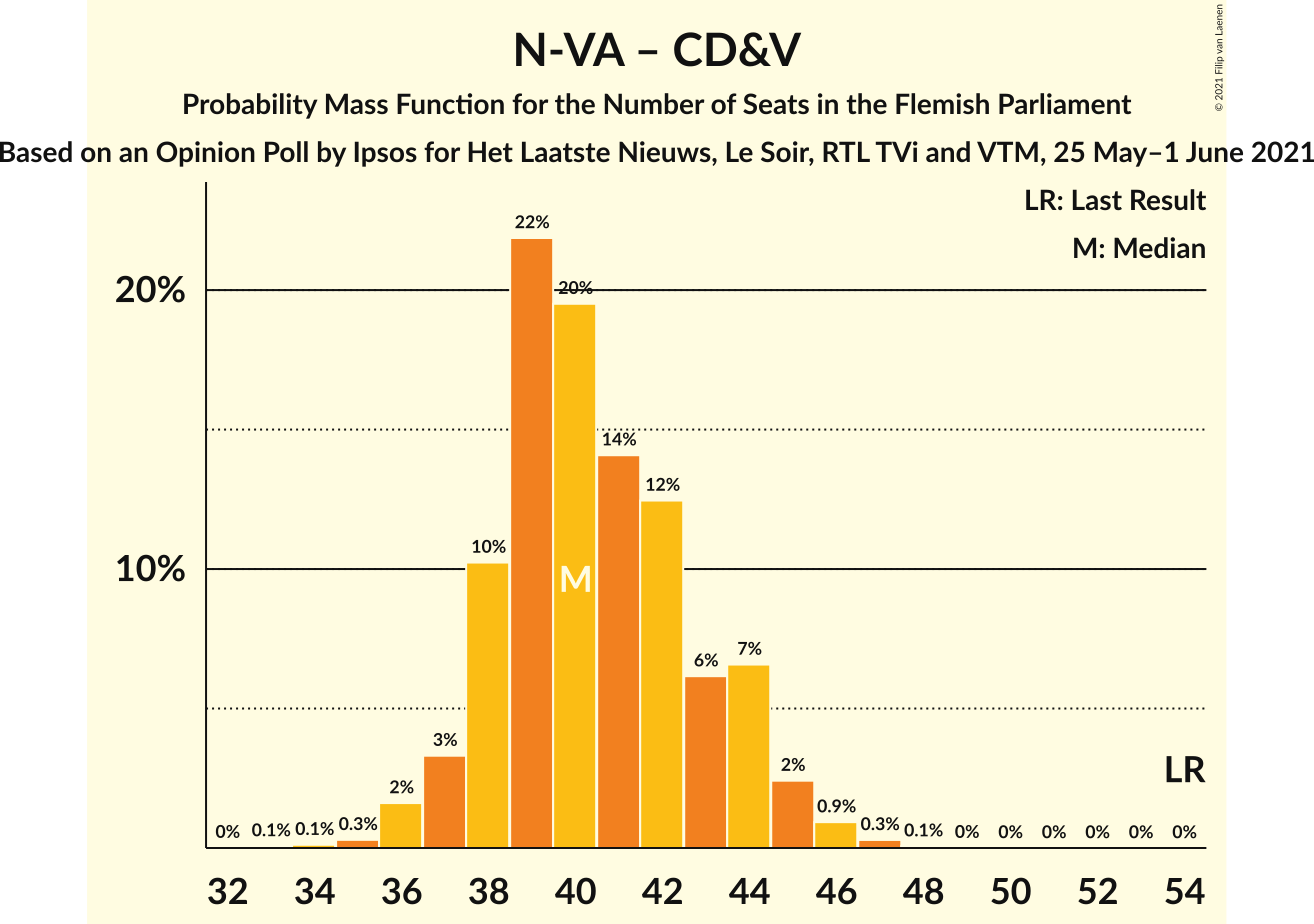 N-VA – CD&V
Probability Mass Function for the Number of Seats in the Flemish Parliament
Based on an Opinion Poll by Ipsos for Het Laatste Nieuws, Le Soir, RTL TVi and VTM, 25 May–1 June 2021
© 2021 Filip van Laenen
LR: Last Result
M: Median
20%
10%
0% 0.1% 0.1% 0.3% 2% 3% 10% 22% 20% 14% 12% 6% 7% 2% 0.9% 0.3% 0.1% 0% 0% 0% 0% 0% 0%
M
LR
32 34 36 38 40 42 44 46 48 50 52 54